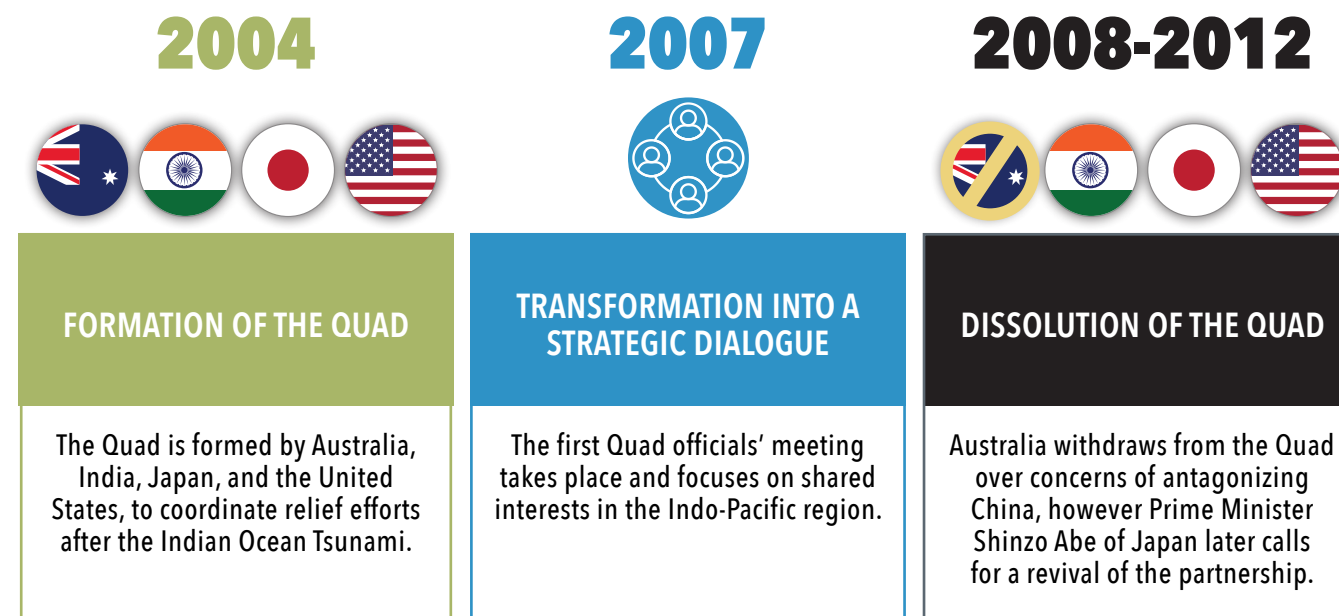 2004
FORMATION OF THE QUAD
The Quad is formed by Australia,
India, Japan, and the United
States, to coordinate relief efforts
after the Indian Ocean Tsunami.
2007
TRANSFORMATION INTO A
STRATEGIC DIALOGUE
The first Quad officials’ meeting
takes place and focuses on shared
interests in the Indo-Pacific region.
2008-2012
DISSOLUTION OF THE QUAD
Australia withdraws from the Quad
over concerns of antagonizing
China, however Prime Minister
Shinzo Abe of Japan later calls
for a revival of the partnership.